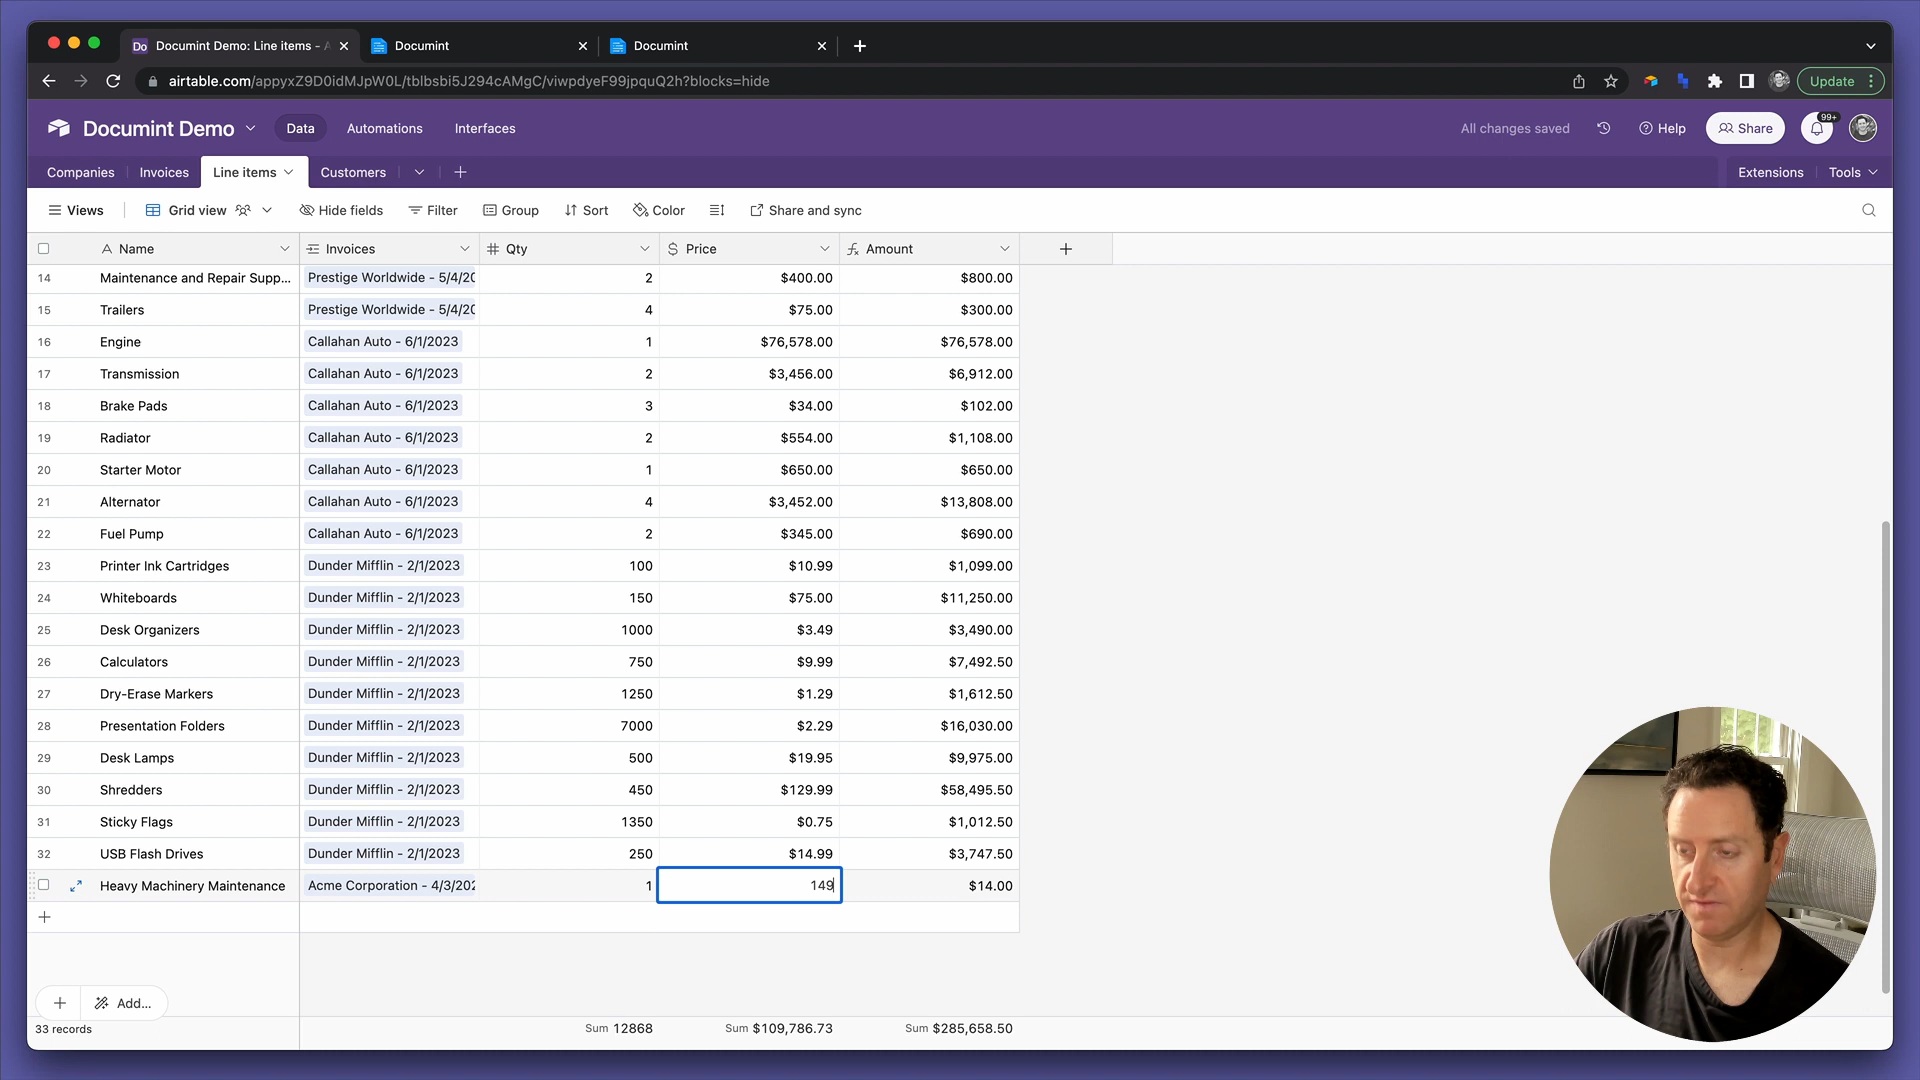 Do Documint Demo: Line items - A
Documint
Documint
airtable.com/appyxZ9D0idMJpW0L/tblbsbi5J294cAMgC/viwpdyeF99jpquQ2h?blocks=hide
Update
Documint Demo Data Automations Interfaces All changes saved Help Share 99+
Companies Invoices Line items Customers Extensions Tools
Views Grid view Hide fields Filter Group Sort Color Share and sync
A Name Invoices # Qty $ Price fx Amount
14 Maintenance and Repair Supp... Prestige Worldwide - 5/4/20 2 $400.00 $800.00
15 Trailers Prestige Worldwide - 5/4/20 4 $75.00 $300.00
16 Engine Callahan Auto - 6/1/2023 1 $76,578.00 $76,578.00
17 Transmission Callahan Auto - 6/1/2023 2 $3,456.00 $6,912.00
18 Brake Pads Callahan Auto - 6/1/2023 3 $34.00 $102.00
19 Radiator Callahan Auto - 6/1/2023 2 $554.00 $1,108.00
20 Starter Motor Callahan Auto - 6/1/2023 1 $650.00 $650.00
21 Alternator Callahan Auto - 6/1/2023 4 $3,452.00 $13,808.00
22 Fuel Pump Callahan Auto - 6/1/2023 2 $345.00 $690.00
23 Printer Ink Cartridges Dunder Mifflin - 2/1/2023 100 $10.99 $1,099.00
24 Whiteboards Dunder Mifflin - 2/1/2023 150 $75.00 $11,250.00
25 Desk Organizers Dunder Mifflin - 2/1/2023 1000 $3.49 $3,490.00
26 Calculators Dunder Mifflin - 2/1/2023 750 $9.99 $7,492.50
27 Dry-Erase Markers Dunder Mifflin - 2/1/2023 1250 $1.29 $1,612.50
28 Presentation Folders Dunder Mifflin - 2/1/2023 7000 $2.29 $16,030.00
29 Desk Lamps Dunder Mifflin - 2/1/2023 500 $19.95 $9,975.00
30 Shredders Dunder Mifflin - 2/1/2023 450 $129.99 $58,495.50
31 Sticky Flags Dunder Mifflin - 2/1/2023 1350 $0.75 $1,012.50
32 USB Flash Drives Dunder Mifflin - 2/1/2023 250 $14.99 $3,747.50
Heavy Machinery Maintenance Acme Corporation - 4/3/202 1 149 $14.00
Add...
33 records Sum 12868 Sum $109,786.73 Sum $285,658.50